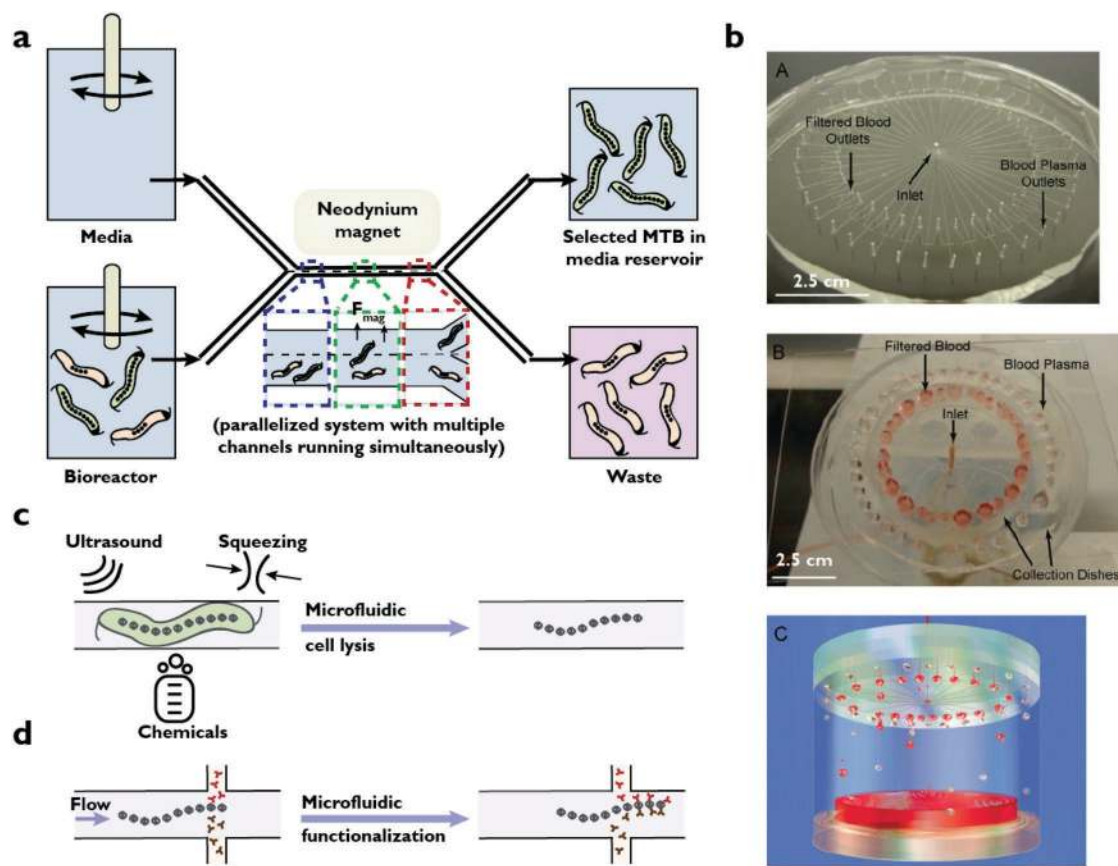 a
Media
Bioreactor
Neodynium
magnet
F mag
(parallelized system with multiple
channels running simultaneously)
Selected MTB in
media reservoir
Waste
b
A
Filtered Blood
Outlets
Inlet
Blood Plasma
Outlets
2.5 cm
B
Filtered Blood
Blood Plasma
Inlet
2.5 cm
Collection Dishes
C
c
Ultrasound
Squeezing
Microfluidic
cell lysis
Chemicals
d
Flow
Microfluidic
functionalization